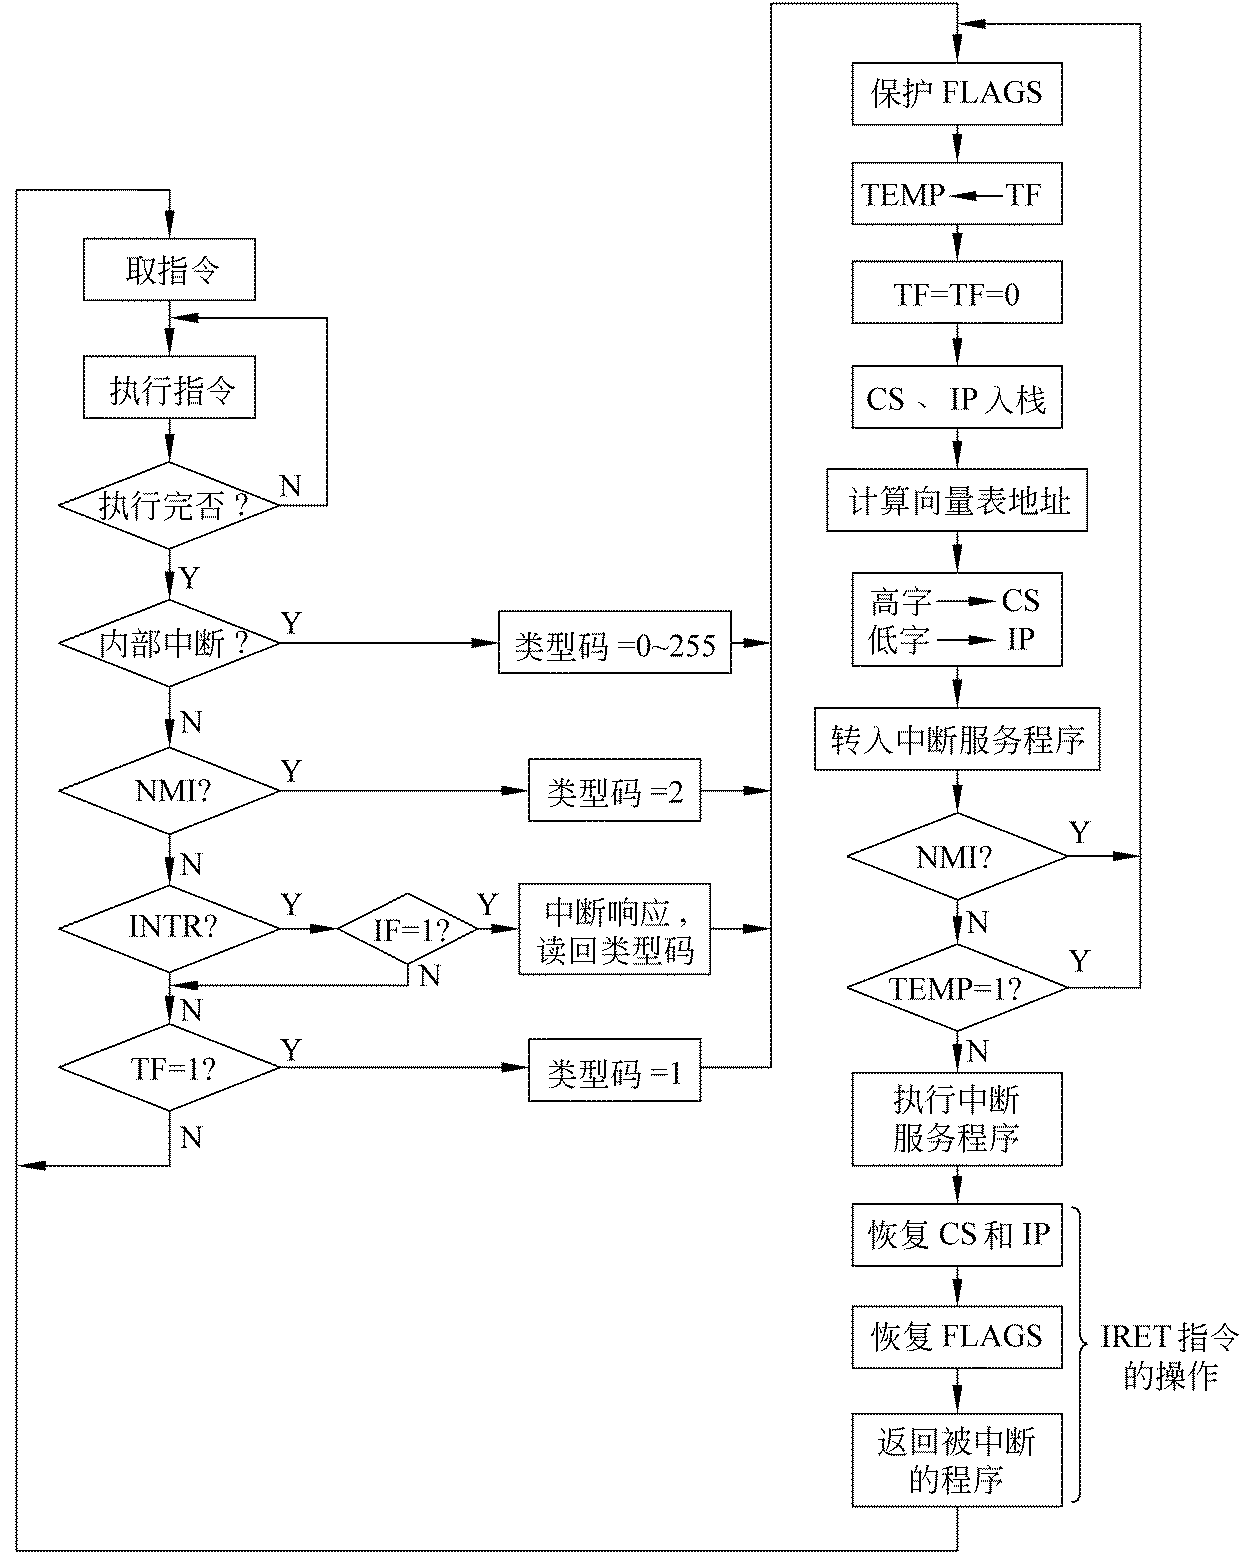 取指令
执行指令
执行完否?
N
Y
内部中断?
Y
类型码=0~255
N
NMI?
Y
类型码=2
N
INTR?
Y
IF=1?
Y
中断响应,
读回类型码
N
N
TF=1?
Y
类型码=1
N
保护 FLAGS
TEMP←TF
TF=TF=0
CS、IP入栈
计算向量表地址
高字→CS
低字→IP
转入中断服务程序
NMI?
Y
N
TEMP=1?
Y
N
执行中断
服务程序
恢复 CS 和 IP
恢复 FLAGS
返回被中断
的程序
IRET 指令
的操作